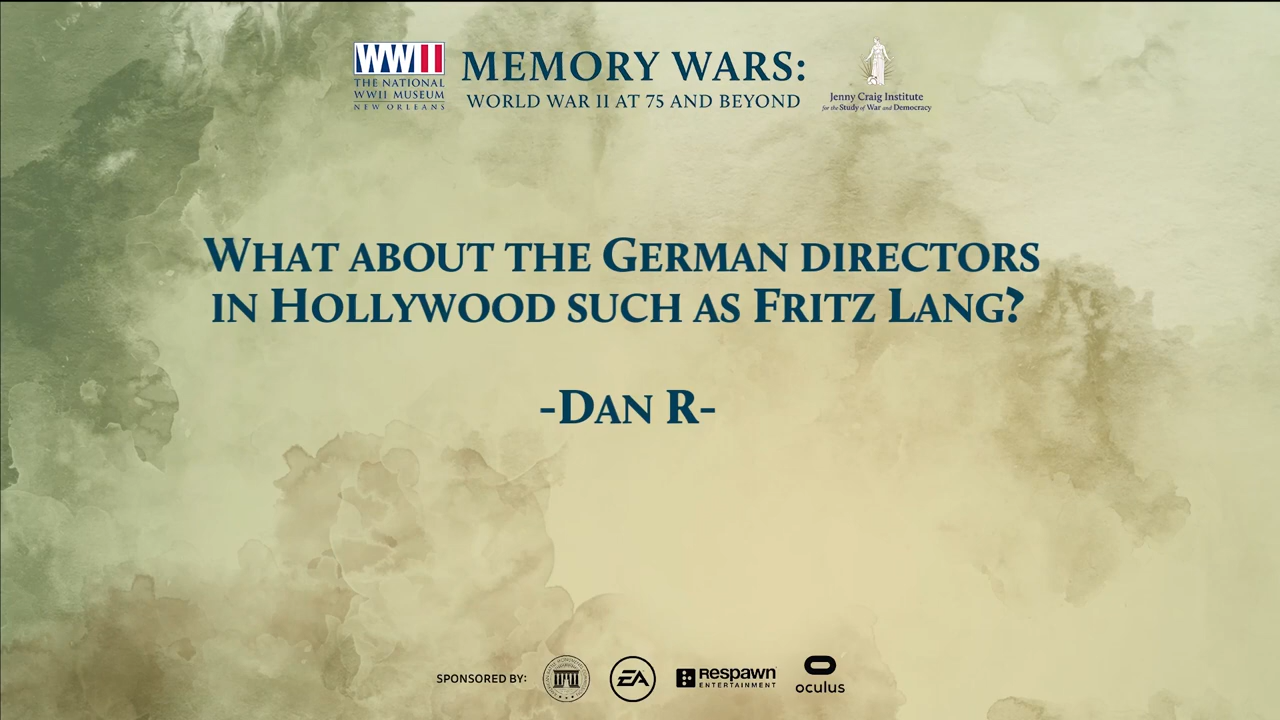 WWII
THE NATIONAL
WWII MUSEUM
NEW ORLEANS
MEMORY WARS:
WORLD WAR II AT 75 AND BEYOND
Jenny Craig Institute
for the Study of War and Democracy
WHAT ABOUT THE GERMAN DIRECTORS
IN HOLLYWOOD SUCH AS FRITZ LANG?
-DAN R-
SPONSORED BY:
EA
RESPAWN
ENTERTAINMENT
oculus